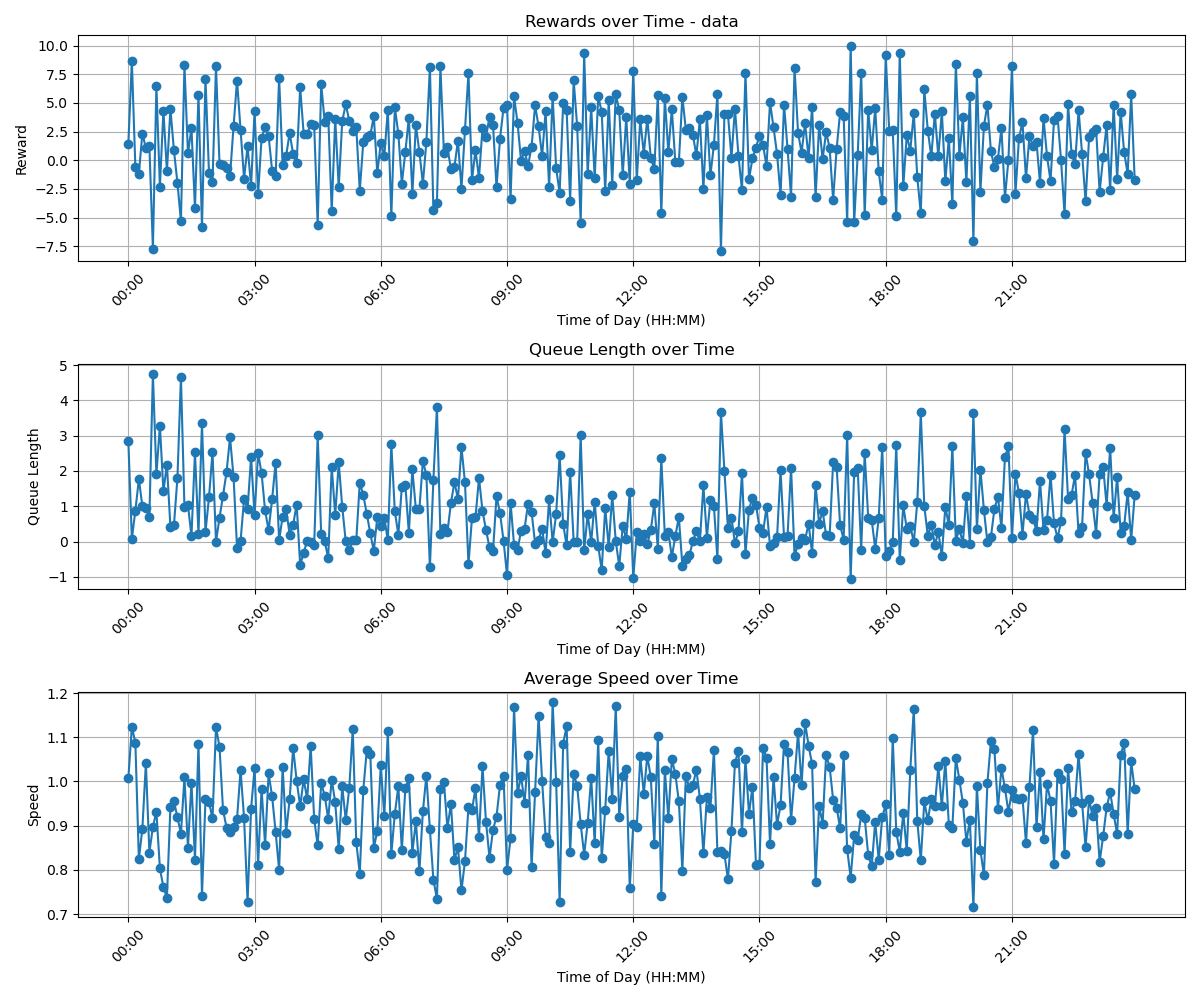 Rewards over Time - data
10.0
7.5
5.0
2.5
0.0
−2.5
−5.0
−7.5
Reward
00:00 03:00 06:00 09:00 12:00 15:00 18:00 21:00
Time of Day (HH:MM)
Queue Length over Time
5
4
3
2
1
0
−1
Queue Length
00:00 03:00 06:00 09:00 12:00 15:00 18:00 21:00
Time of Day (HH:MM)
Average Speed over Time
1.2
1.1
1.0
0.9
0.8
0.7
Speed
00:00 03:00 06:00 09:00 12:00 15:00 18:00 21:00
Time of Day (HH:MM)